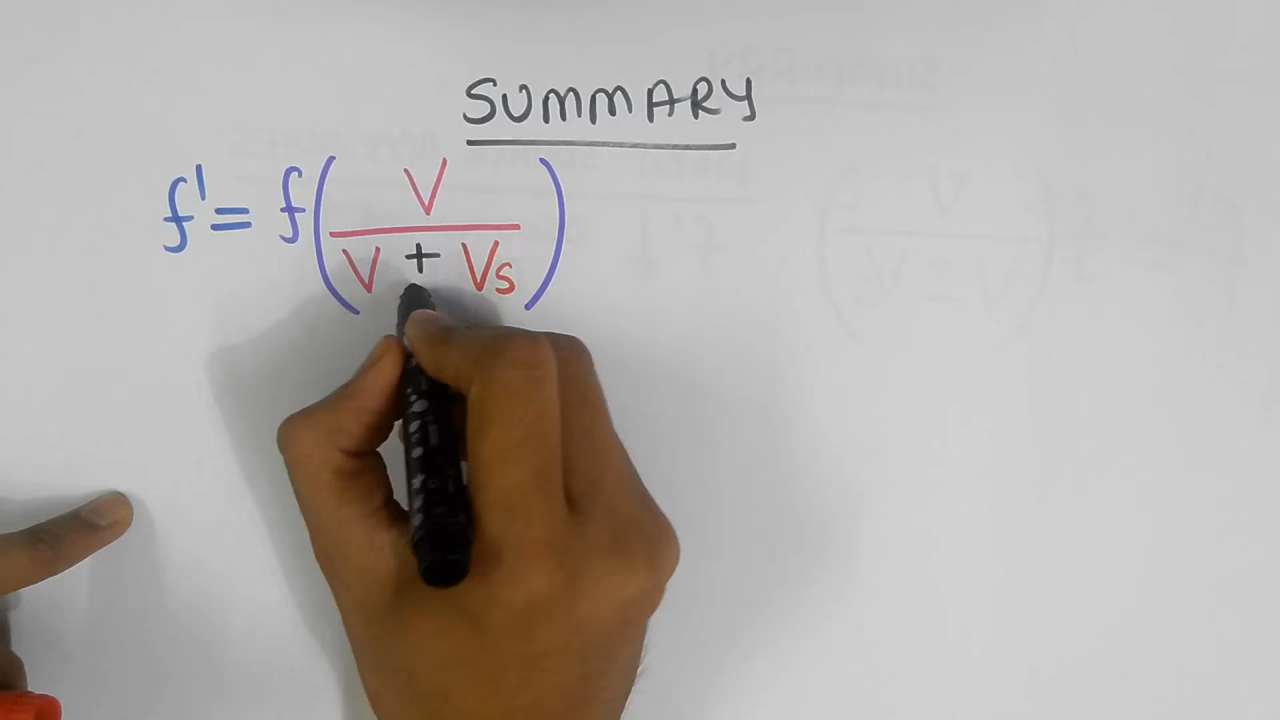 SUMMARY
f' = f( V / V + Vs )